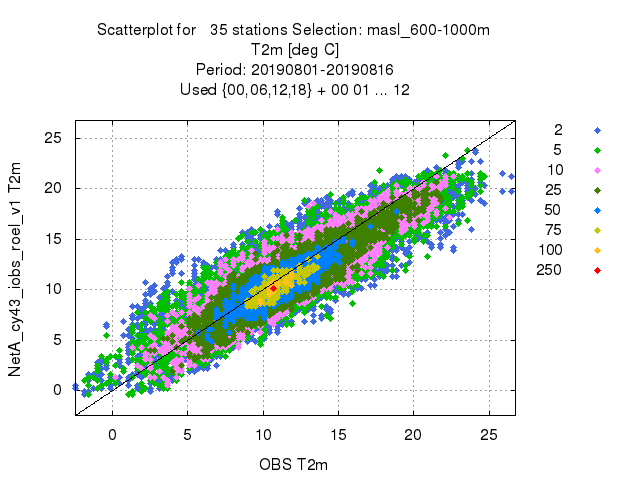 Scatterplot for   35 stations Selection: masl_600-1000m
T2m [deg C]
Period: 20190801-20190816
Used {00,06,12,18} + 00 01 ... 12
NetA_cy43_iobs_roel_v1 T2m
25
20
15
10
5
0
0 5 10 15 20 25
OBS T2m
2
5
10
25
50
75
100
250